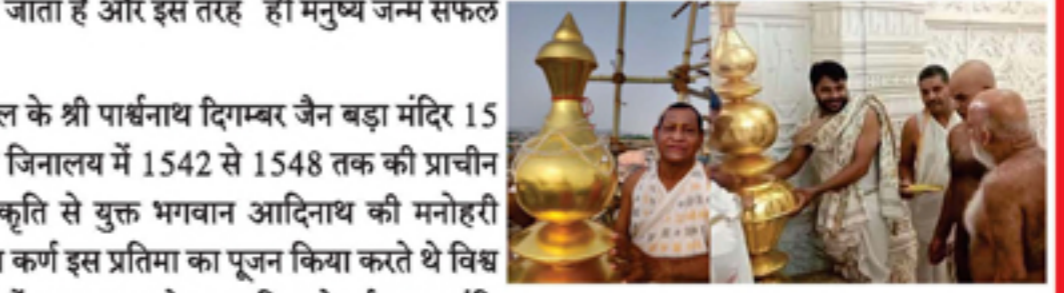 जाता है और इस तरह ही मनुष्य जन्म सफल
ल के श्री पार्श्वनाथ दिगम्बर जैन बड़ा मंदिर 15
जिनालय में 1542 से 1548 तक की प्राचीन
कृति से युक्त भगवान आदिनाथ की मनोहरी
कर्ण इस प्रतिमा का पूजन किया करते थे विश्व